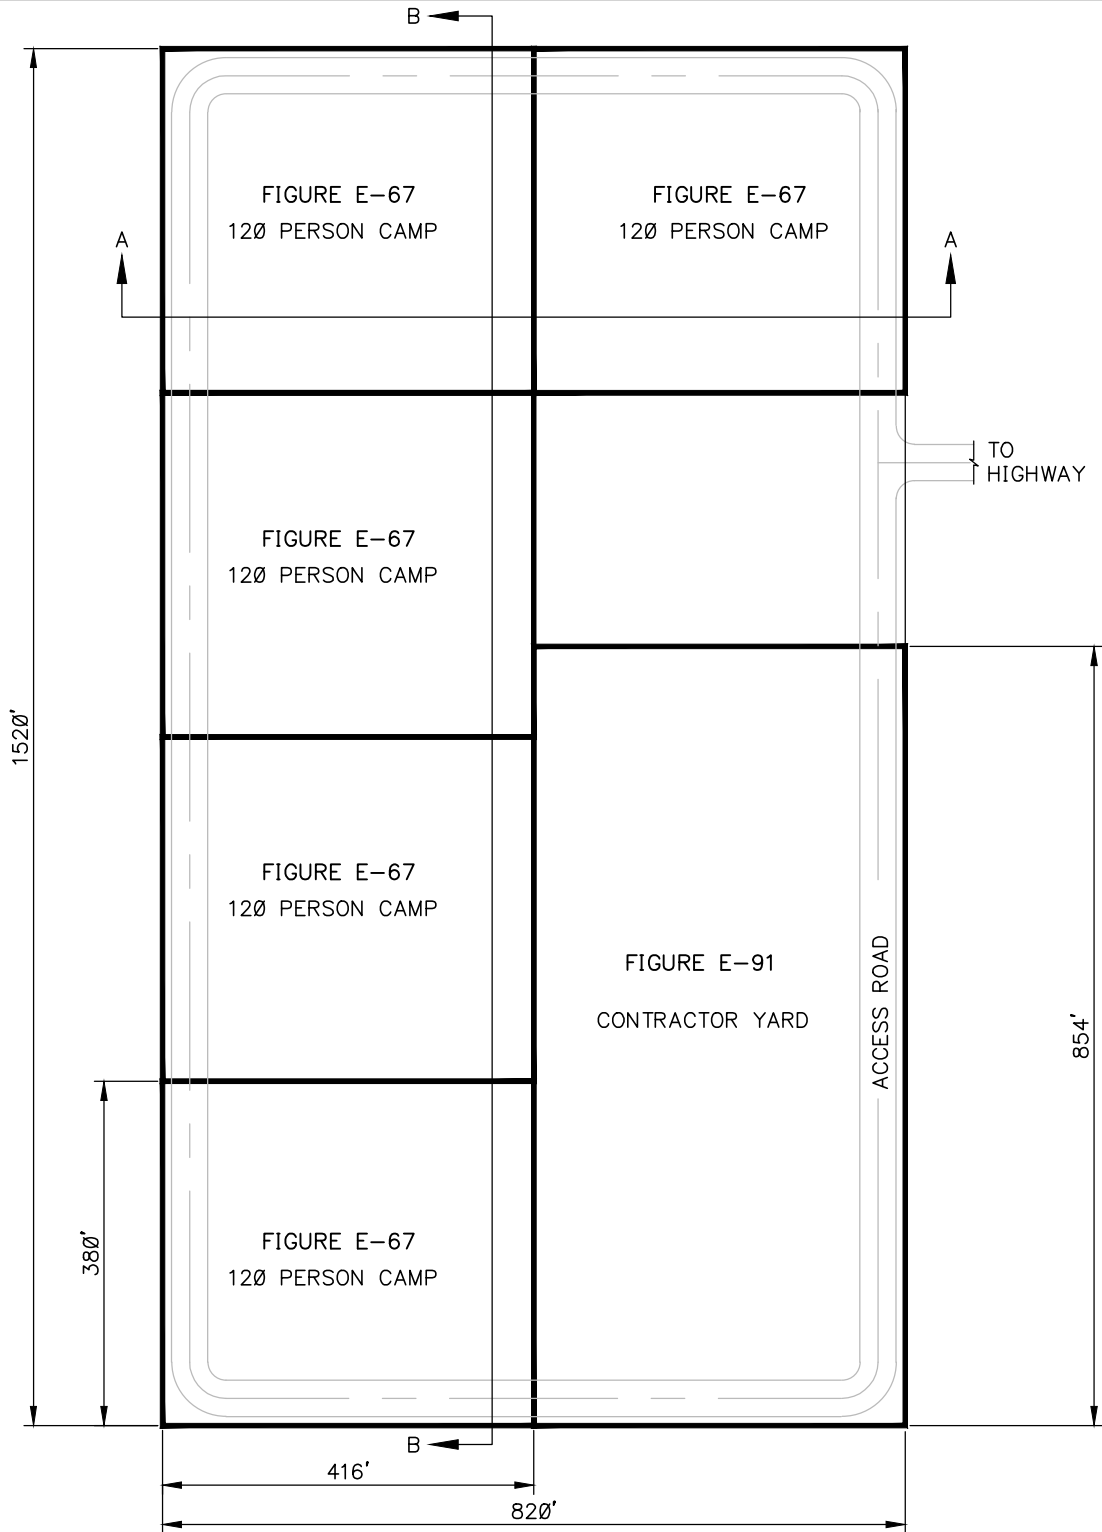 B
FIGURE E-67
120 PERSON CAMP
FIGURE E-67
120 PERSON CAMP
A
A
TO
HIGHWAY
FIGURE E-67
120 PERSON CAMP
1520'
FIGURE E-67
120 PERSON CAMP
FIGURE E-91
CONTRACTOR YARD
ACCESS ROAD
854'
380'
FIGURE E-67
120 PERSON CAMP
B
416'
820'